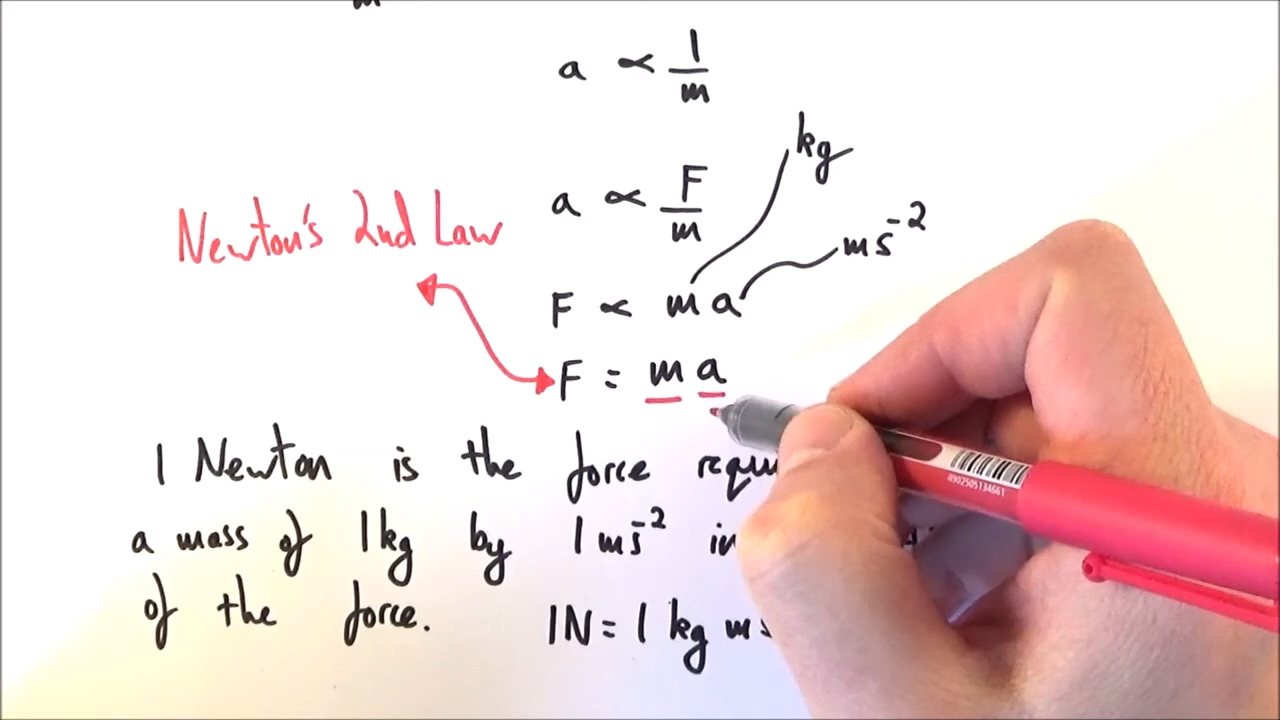 a ∝ 1/m
kg
a ∝ F/m
Newton's 2nd Law
ms⁻²
F ∝ ma
F = ma
1 Newton is the force
a mass of 1kg by 1ms⁻²
of the force. 1N = 1 kg
4902505134661